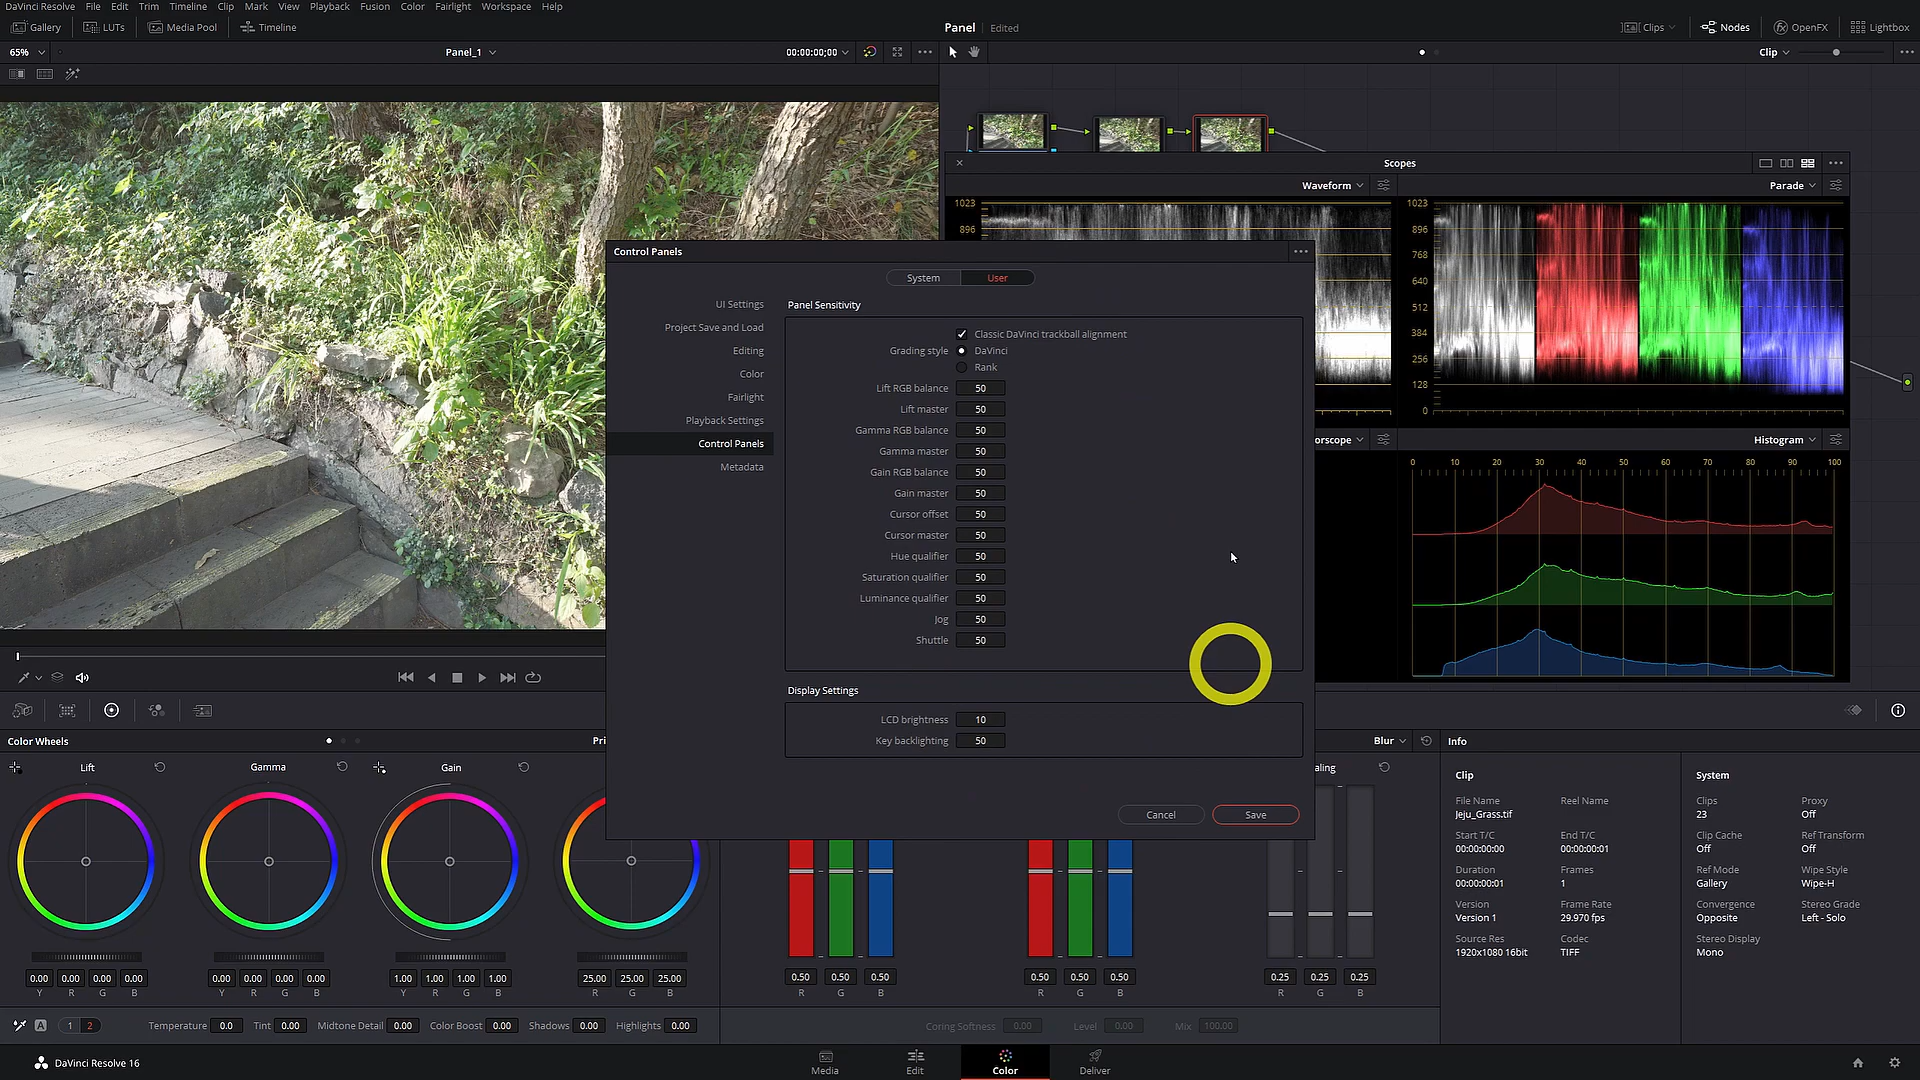 DaVinci Resolve File Edit Trim Timeline Clip Mark View Playback Fusion Color Fairlight Workspace Help
Gallery LUTs Media Pool Timeline Panel Edited Clips Nodes OpenFX Lightbox
65% Panel_1 00:00:00;00 Clip
Scopes
Waveform Parade
1023 1023
896 896
768
640
512
384
256
128
0
orscope Histogram
0 10 20 30 40 50 60 70 80 90 100
Control Panels
System User
UI Settings
Project Save and Load
Editing
Color
Fairlight
Playback Settings
Control Panels
Metadata
Panel Sensitivity
Classic DaVinci trackball alignment
Grading style DaVinci
Rank
Lift RGB balance 50
Lift master 50
Gamma RGB balance 50
Gamma master 50
Gain RGB balance 50
Gain master 50
Cursor offset 50
Cursor master 50
Hue qualifier 50
Saturation qualifier 50
Luminance qualifier 50
Jog 50
Shuttle 50
Display Settings
LCD brightness 10
Key backlighting 50
Cancel Save
Color Wheels Pri Blur Info
Lift Gamma Gain aling
0.00 0.00 0.00 0.00 0.00 0.00 0.00 0.00 1.00 1.00 1.00 1.00 25.00 25.00 25.00 0.50 0.50 0.50 0.50 0.50 0.50 0.25 0.25 0.25
Y R G B Y R G B Y R G B R G B R G B R G B R G B
A 1 2 Temperature 0.0 Tint 0.00 Midtone Detail 0.00 Color Boost 0.00 Shadows 0.00 Highlights 0.00 Coring Softness 0.00 Level 0.00 Mix 100.00
Clip
File Name Reel Name
Jeju_Grass.tif
Start T/C End T/C
00:00:00:00 00:00:00:01
Duration Frames
00:00:00:01 1
Version Frame Rate
Version 1 29.970 fps
Source Res Codec
1920x1080 16bit TIFF
System
Clips Proxy
23 Off
Clip Cache Ref Transform
Off Off
Ref Mode Wipe Style
Gallery Wipe-H
Convergence Stereo Grade
Opposite Left - Solo
Stereo Display
Mono
DaVinci Resolve 16 Media Edit Color Deliver